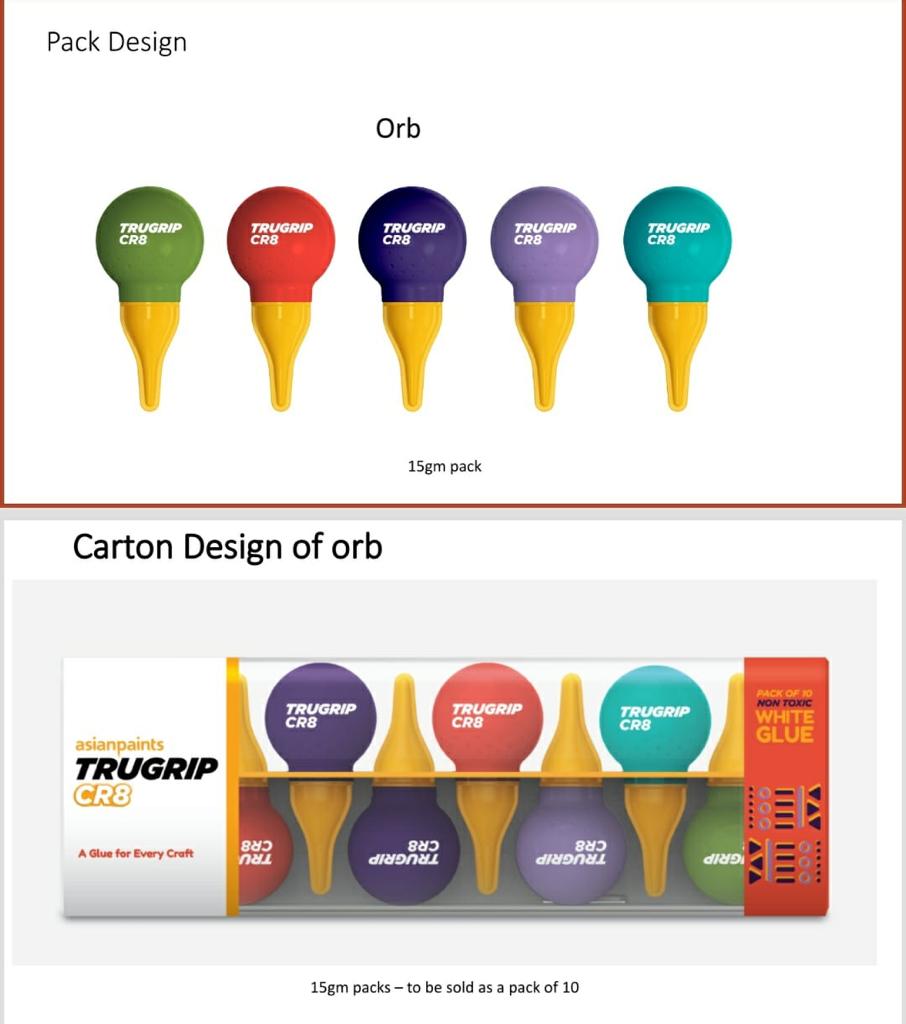 Pack Design
Orb
TRUGRIP
CR8
TRUGRIP
CR8
TRUGRIP
CR8
TRUGRIP
CR8
TRUGRIP
CR8
15gm pack
Carton Design of orb
asianpaints
TRUGRIP
CR8
A Glue for Every Craft
TRUGRIP
CR8
TRUGRIP
CR8
TRUGRIP
CR8
TRU
CR8
TRUGRIP
CR8
TRUGRIP
CR8
GRIP
PACK OF 10
NON TOXIC
WHITE
GLUE
15gm packs – to be sold as a pack of 10